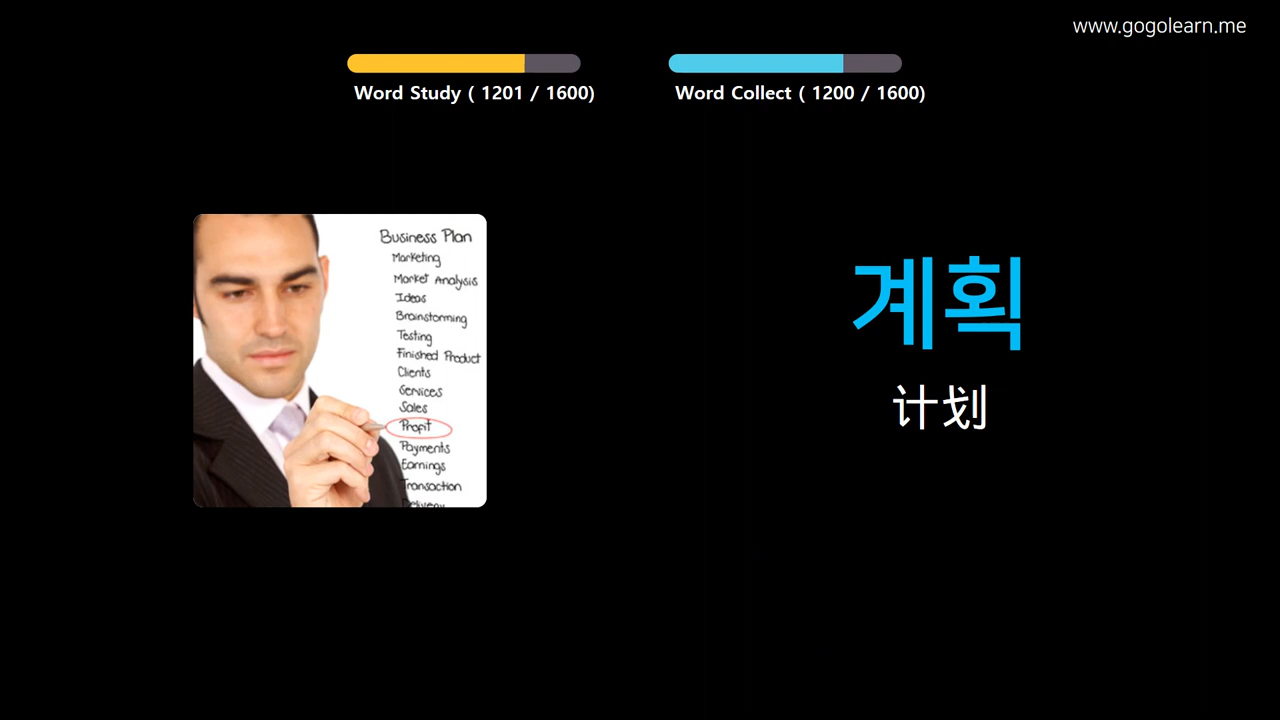 www.gogolearn.me
Word Study ( 1201 / 1600)
Word Collect ( 1200 / 1600)
Business Plan
Marketing
Market Analysis
Ideas
Brainstorming
Testing
Finished Product
Clients
Services
Sales
Profit
Payments
Earnings
Transaction
Delivery
계획
计划